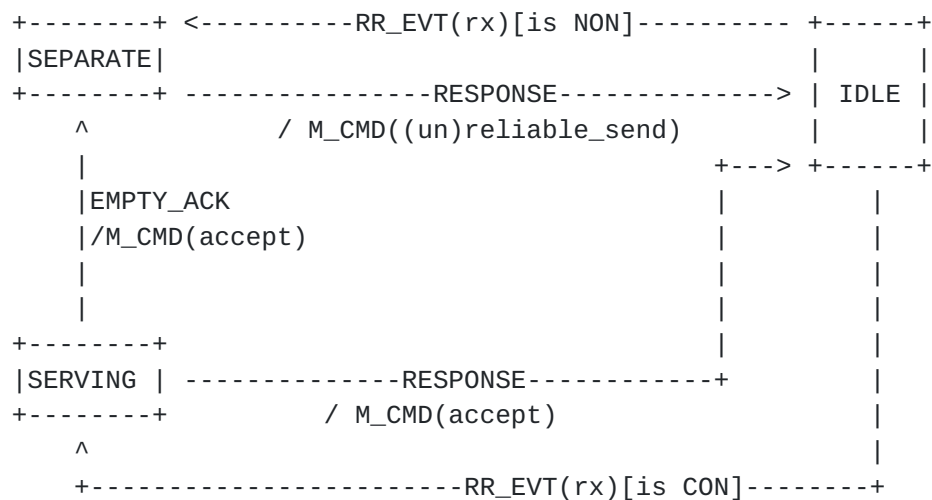 <----------RR_EVT(rx)[is NON]----------
SEPARATE
----------------RESPONSE--------------> IDLE
/ M_CMD((un)reliable_send)
EMPTY_ACK
/M_CMD(accept)
SERVING --------------RESPONSE------------+
/ M_CMD(accept)
+------------------------RR_EVT(rx)[is CON]--------+